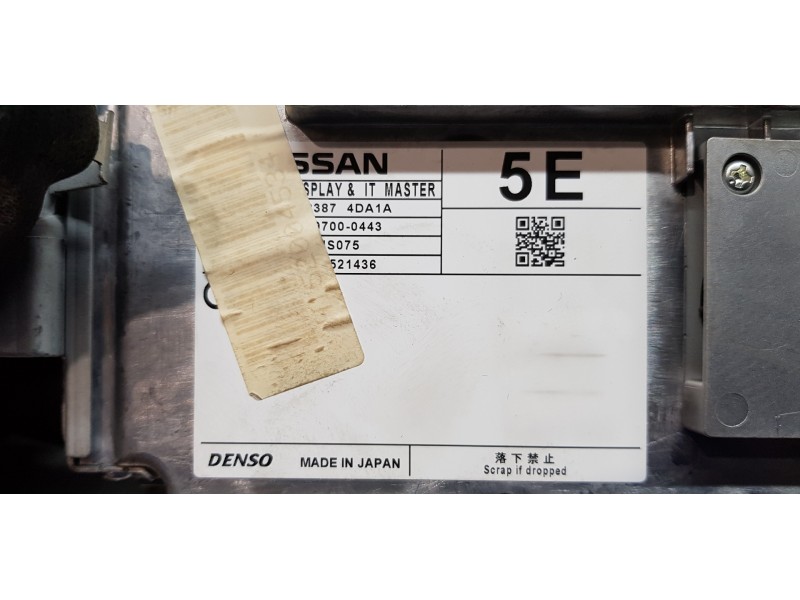 SSAN
SPLAY & IT MASTER
387 4DA1A
0700-0443
IS075
521436
5E
DENSO
MADE IN JAPAN
落下禁止
Scrap if dropped